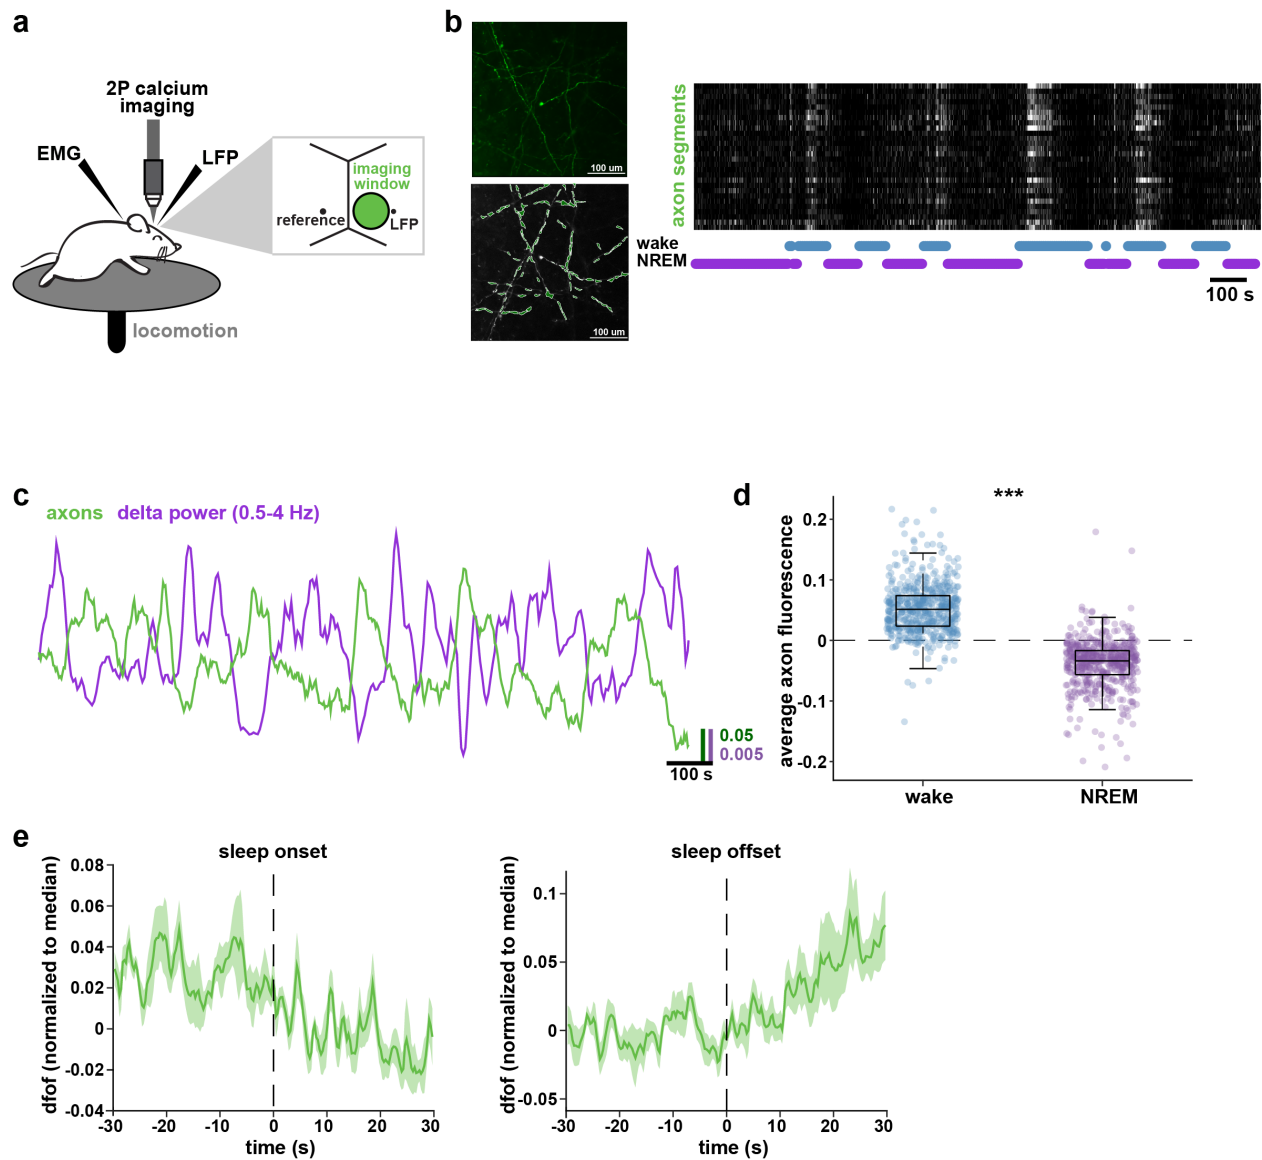 a
2P calcium
imaging
EMG
LFP
imaging
window
reference
LFP
locomotion
b
100 um
100 um
axon segments
wake
NREM
100 s
c
axons delta power (0.5-4 Hz)
0.05
0.005
100 s
d
***
average axon fluorescence
0.2
0.1
0
-0.1
-0.2
wake
NREM
e
sleep onset
dfof (normalized to median)
0.08
0.06
0.04
0.02
0
-0.02
-0.04
-30 -20 -10 0 10 20 30
time (s)
sleep offset
dfof (normalized to median)
0.1
0.05
0
-0.05
-30 -20 -10 0 10 20 30
time (s)